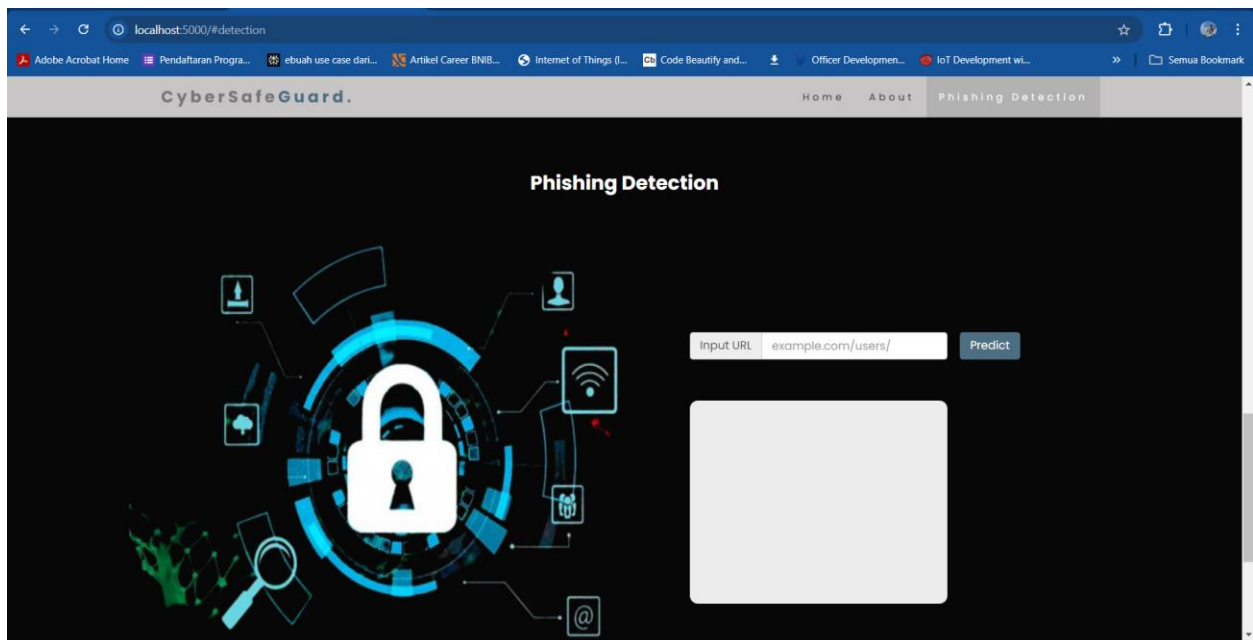 localhost:5000/#detection
Adobe Acrobat Home Pendaftaran Progra... ebuah use case dari... Artikel Career BNIB... Internet of Things (I... Cb Code Beautify and... Officer Developmen... IoT Development wi... » Semua Bookmark
CyberSafeGuard. Home About Phishing Detection
Phishing Detection
Input URL example.com/users/ Predict
@